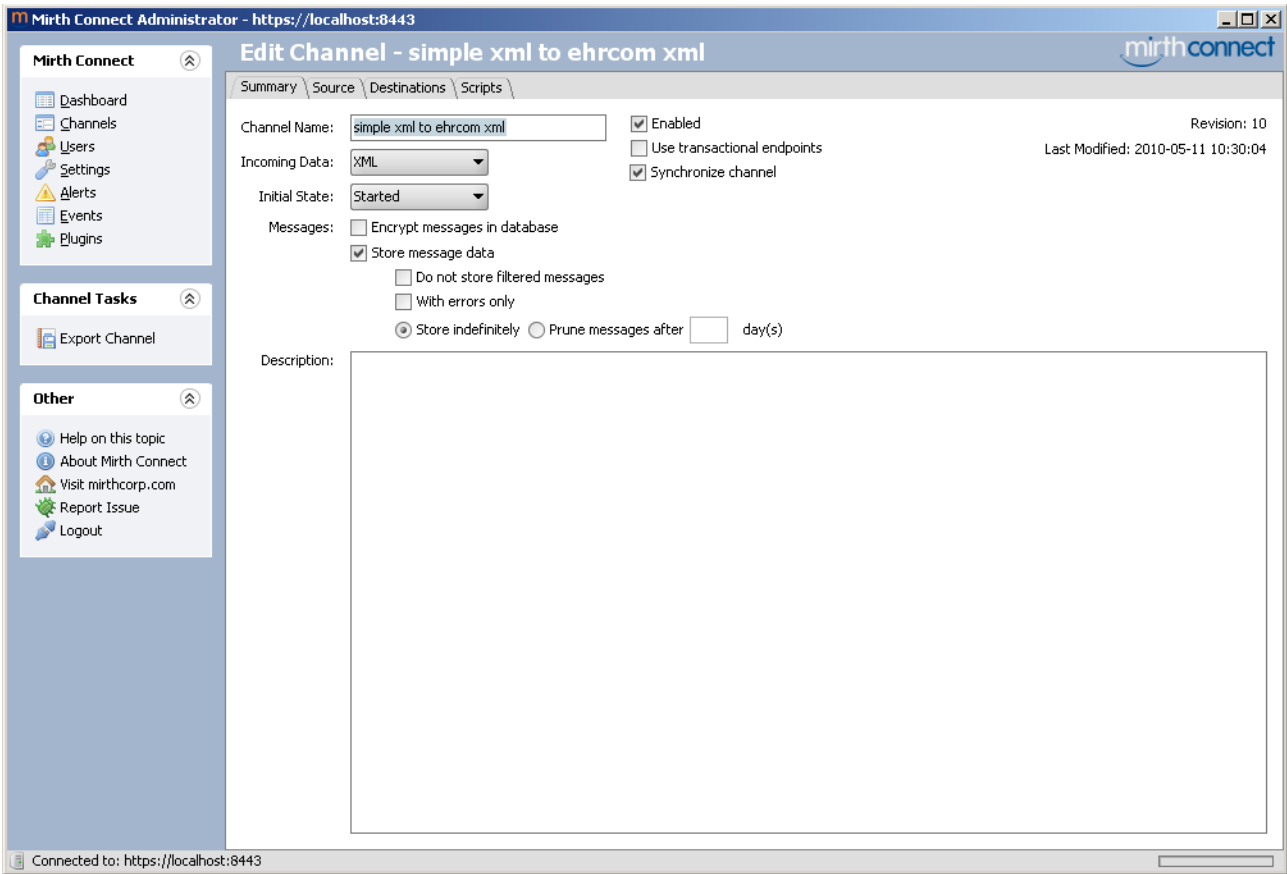 Mirth Connect Administrator - https://localhost:8443
Mirth Connect
Dashboard
Channels
Users
Settings
Alerts
Events
Plugins
Channel Tasks
Export Channel
Other
Help on this topic
About Mirth Connect
Visit mirthcorp.com
Report Issue
Logout
Edit Channel - simple xml to ehrcom xml
mirthconnect
Summary Source Destinations Scripts
Channel Name: simple xml to ehrcom xml Enabled Revision: 10
Use transactional endpoints Last Modified: 2010-05-11 10:30:04
Incoming Data: XML Synchronize channel
Initial State: Started
Messages: Encrypt messages in database
Store message data
Do not store filtered messages
With errors only
Store indefinitely Prune messages after day(s)
Description:
Connected to: https://localhost:8443